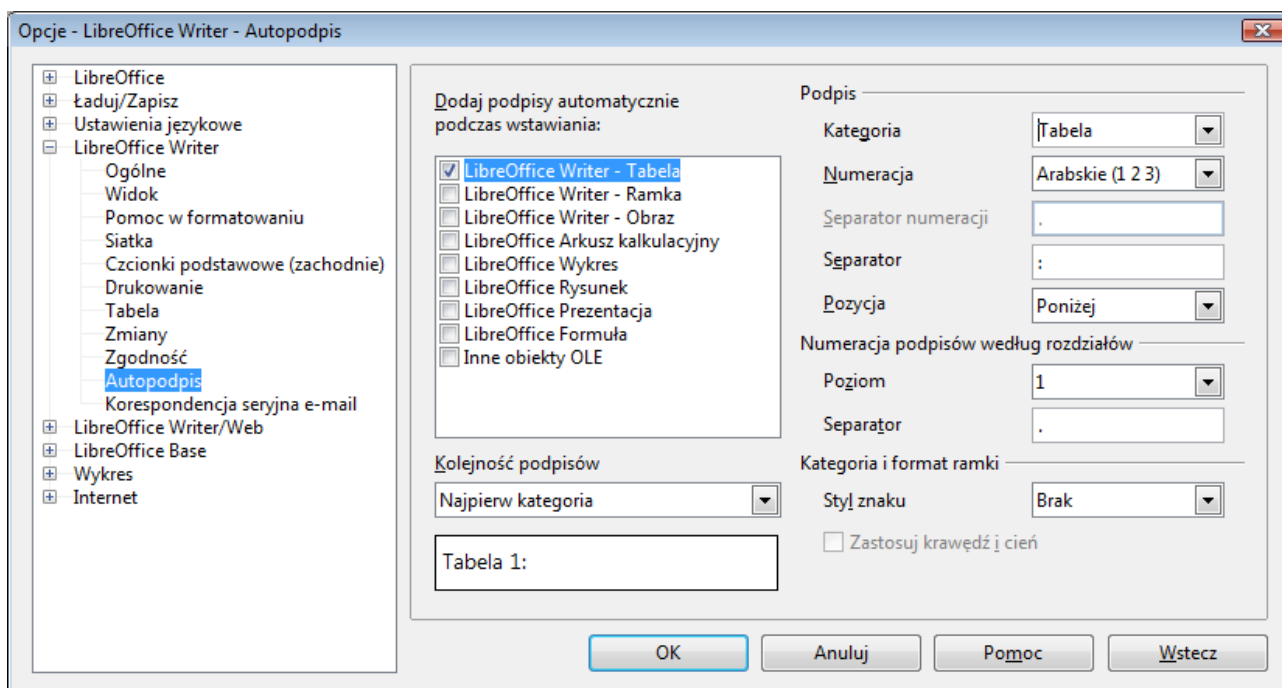 Opcje - LibreOffice Writer - Autopodpis
LibreOffice
Ładuj/Zapisz
Ustawienia językowe
LibreOffice Writer
Ogólne
Widok
Pomoc w formatowaniu
Siatka
Czcionki podstawowe (zachodnie)
Drukowanie
Tabela
Zmiany
Zgodność
Autopodpis
Korespondencja seryjna e-mail
LibreOffice Writer/Web
LibreOffice Base
Wykres
Internet
Dodaj podpisy automatycznie
podczas wstawiania:
LibreOffice Writer - Tabela
LibreOffice Writer - Ramka
LibreOffice Writer - Obraz
LibreOffice Arkusz kalkulacyjny
LibreOffice Wykres
LibreOffice Rysunek
LibreOffice Prezentacja
LibreOffice Formuła
Inne obiekty OLE
Kolejność podpisów
Najpierw kategoria
Tabela 1:
Podpis
Kategoria Tabela
Numeracja Arabskie (1 2 3)
Separator numeracji .
Separator :
Pozycja Poniżej
Numeracja podpisów według rozdziałów
Poziom 1
Separator .
Kategoria i format ramki
Styl znaku Brak
Zastosuj krawędź i cień
OK Anuluj Pomoc Wstecz